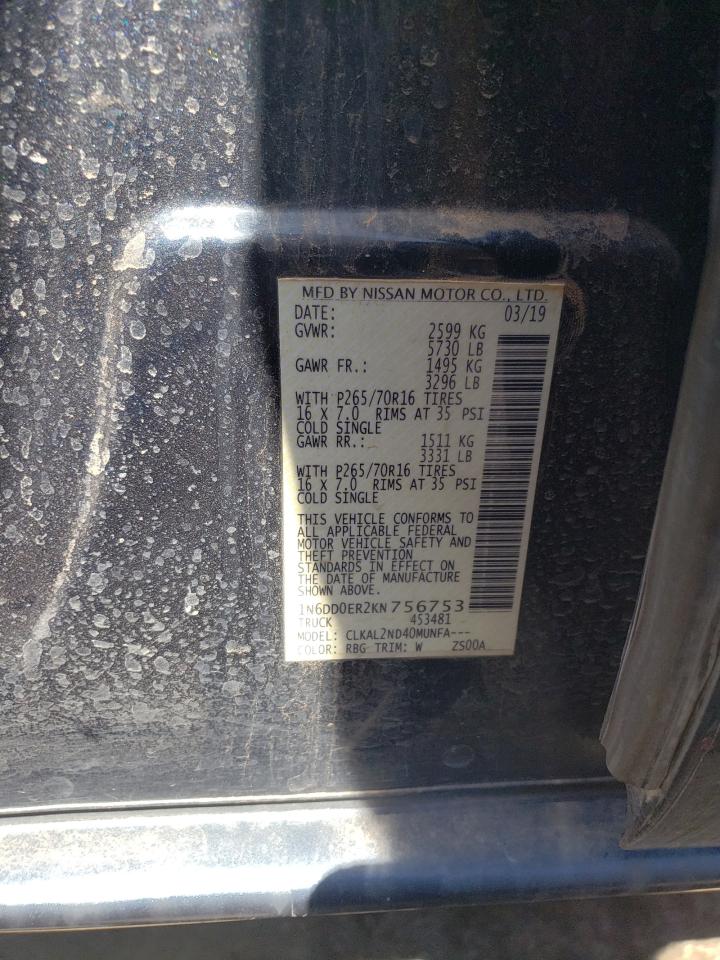 MFD BY NISSAN MOTOR CO., LTD.
DATE: 03/19
GVWR: 2599 KG
5730 LB
GAWR FR.: 1495 KG
3296 LB
WITH P265/70R16 TIRES
16 X 7.0 RIMS AT 35 PSI
COLD SINGLE
GAWR RR.: 1511 KG
3331 LB
WITH P265/70R16 TIRES
16 X 7.0 RIMS AT 35 PSI
COLD SINGLE
THIS VEHICLE CONFORMS TO
ALL APPLICABLE FEDERAL
MOTOR VEHICLE SAFETY AND
THEFT PREVENTION
STANDARDS IN EFFECT ON
THE DATE OF MANUFACTURE
SHOWN ABOVE.
1N6DD0ER2KN756753
TRUCK 453481
MODEL: CLKAL2ND40MUNFA---
COLOR: RBG TRIM: W ZS00A